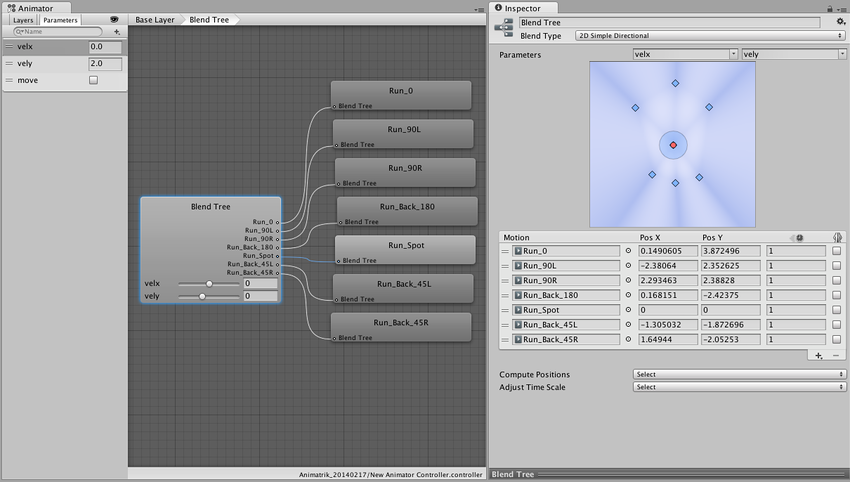 Animator
Layers Parameters
Name
velx 0.0
vely 2.0
move
Base Layer Blend Tree
Run_0
Blend Tree
Run_90L
Blend Tree
Run_90R
Blend Tree
Run_Back_180
Blend Tree
Run_Spot
Blend Tree
Run_Back_45L
Blend Tree
Run_Back_45R
Blend Tree
Blend Tree
Run_0
Run_90L
Run_90R
Run_Back_180
Run_Spot
Run_Back_45L
Run_Back_45R
velx 0
vely 0
Animatrik_20140217/New Animator Controller.controller
Inspector
Blend Tree
Blend Type 2D Simple Directional
Parameters velx vely
Motion Pos X Pos Y
Run_0 0.1490605 3.872496 1
Run_90L -2.38064 2.352625 1
Run_90R 2.293463 2.38828 1
Run_Back_180 0.168151 -2.42375 1
Run_Spot 0 0 1
Run_Back_45L -1.305032 -1.872696 1
Run_Back_45R 1.64944 -2.05253 1
Compute Positions Select
Adjust Time Scale Select
Blend Tree